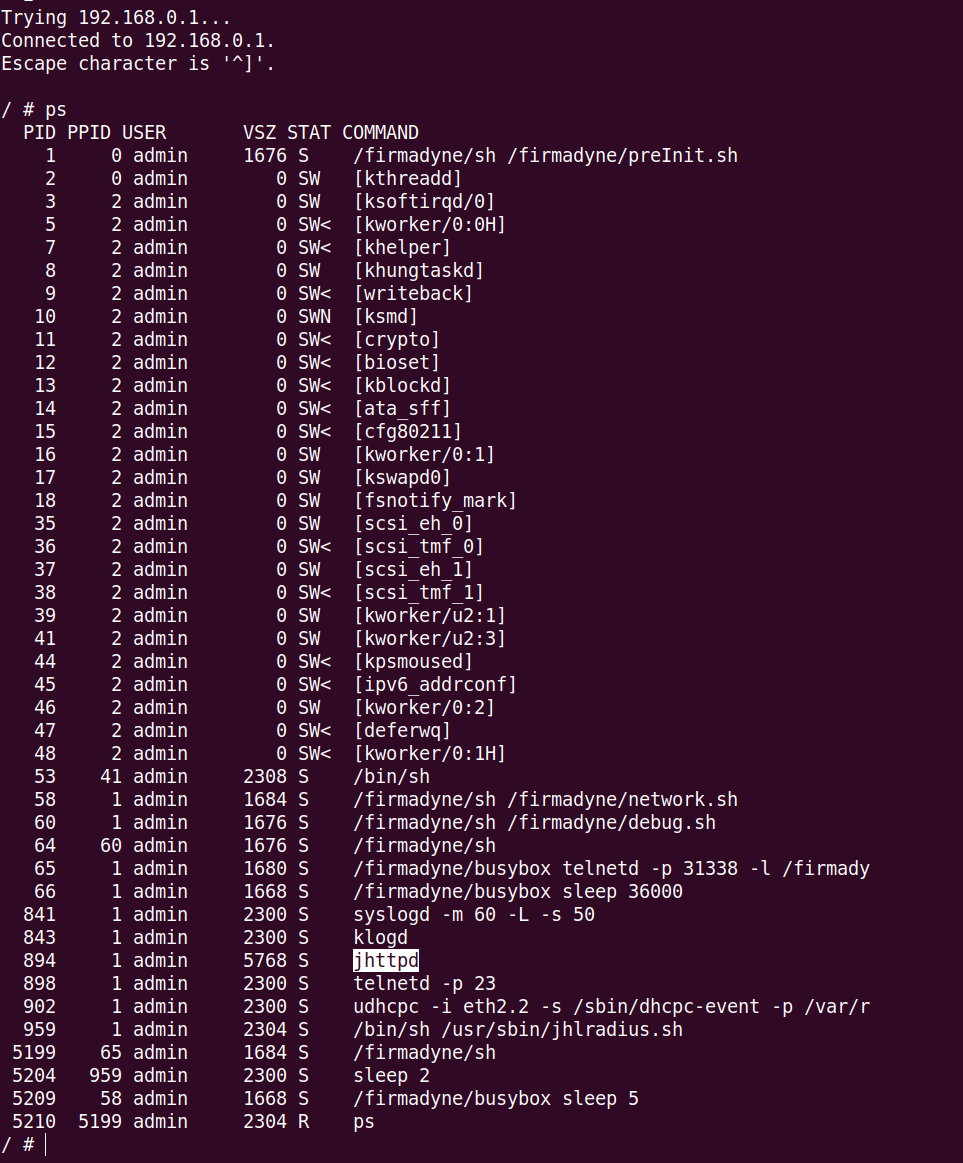 Trying 192.168.0.1...
Connected to 192.168.0.1.
Escape character is '^]'.
/ # ps
  PID PPID USER       VSZ STAT COMMAND
    1     0 admin     1676 S    /firmadyne/sh /firmadyne/preInit.sh
    2     0 admin        0 SW   [kthreadd]
    3     2 admin        0 SW   [ksoftirqd/0]
    5     2 admin        0 SW<  [kworker/0:0H]
    7     2 admin        0 SW<  [khelper]
    8     2 admin        0 SW   [khungtaskd]
    9     2 admin        0 SW<  [writeback]
   10     2 admin        0 SWN  [ksmd]
   11     2 admin        0 SW<  [crypto]
   12     2 admin        0 SW<  [bioset]
   13     2 admin        0 SW<  [kblockd]
   14     2 admin        0 SW<  [ata_sff]
   15     2 admin        0 SW<  [cfg80211]
   16     2 admin        0 SW   [kworker/0:1]
   17     2 admin        0 SW   [kswapd0]
   18     2 admin        0 SW   [fsnotify_mark]
   35     2 admin        0 SW   [scsi_eh_0]
   36     2 admin        0 SW<  [scsi_tmf_0]
   37     2 admin        0 SW   [scsi_eh_1]
   38     2 admin        0 SW<  [scsi_tmf_1]
   39     2 admin        0 SW   [kworker/u2:1]
   41     2 admin        0 SW   [kworker/u2:3]
   44     2 admin        0 SW<  [kpsmoused]
   45     2 admin        0 SW<  [ipv6_addrconf]
   46     2 admin        0 SW   [kworker/0:2]
   47     2 admin        0 SW<  [deferwq]
   48     2 admin        0 SW<  [kworker/0:1H]
   53    41 admin     2308 S    /bin/sh
   58     1 admin     1684 S    /firmadyne/sh /firmadyne/network.sh
   60     1 admin     1676 S    /firmadyne/sh /firmadyne/debug.sh
   64    60 admin     1676 S    /firmadyne/sh
   65     1 admin     1680 S    /firmadyne/busybox telnetd -p 31338 -l /firmady
   66     1 admin     1668 S    /firmadyne/busybox sleep 36000
  841     1 admin     2300 S    syslogd -m 60 -L -s 50
  843     1 admin     2300 S    klogd
  894     1 admin     5768 S    jhttpd
  898     1 admin     2300 S    telnetd -p 23
  902     1 admin     2300 S    udhcpc -i eth2.2 -s /sbin/dhcpc-event -p /var/r
  959     1 admin     2304 S    /bin/sh /usr/sbin/jhlradius.sh
 5199    65 admin     1684 S    /firmadyne/sh
 5204   959 admin     2300 S    sleep 2
 5209    58 admin     1668 S    /firmadyne/busybox sleep 5
 5210  5199 admin     2304 R    ps
/ #